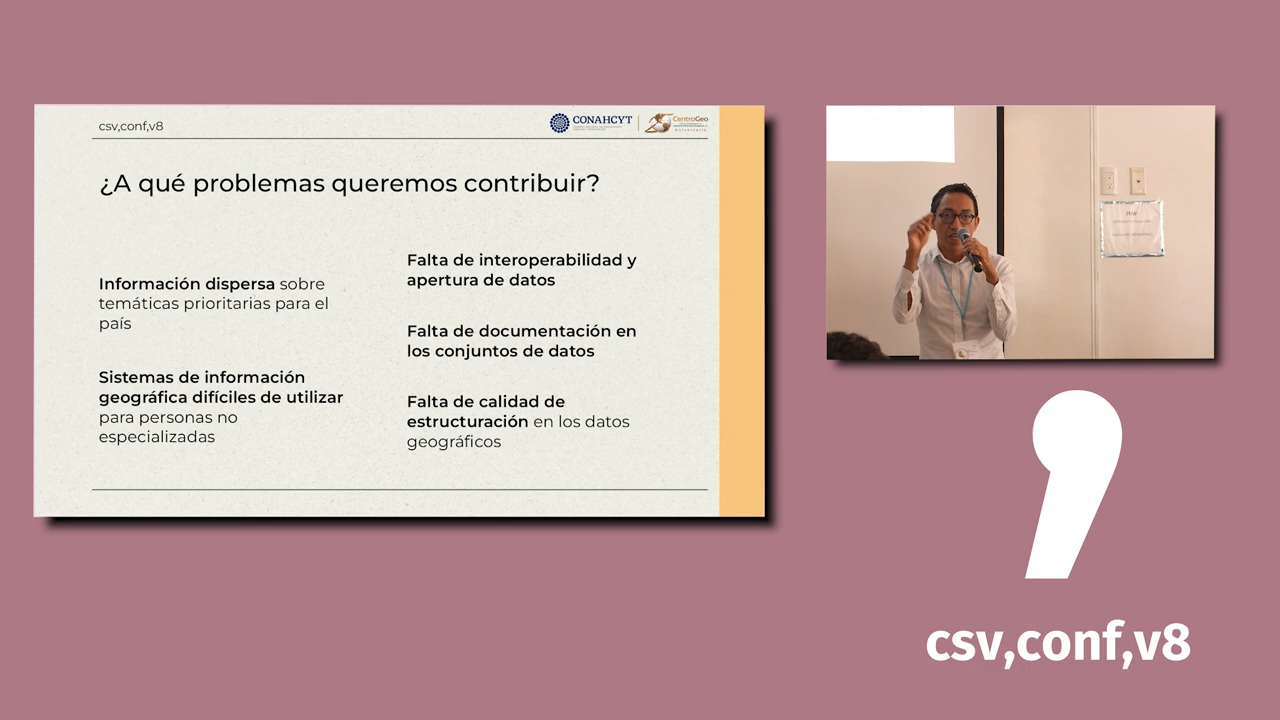 csv,conf,v8
CONAHCYT
CentroGeo
¿A qué problemas queremos contribuir?
Información dispersa sobre
temáticas prioritarias para el
país
Sistemas de información
geográfica difíciles de utilizar
para personas no
especializadas
Falta de interoperabilidad y
apertura de datos
Falta de documentación en
los conjuntos de datos
Falta de calidad de
estructuración en los datos
geográficos
csv,conf,v8